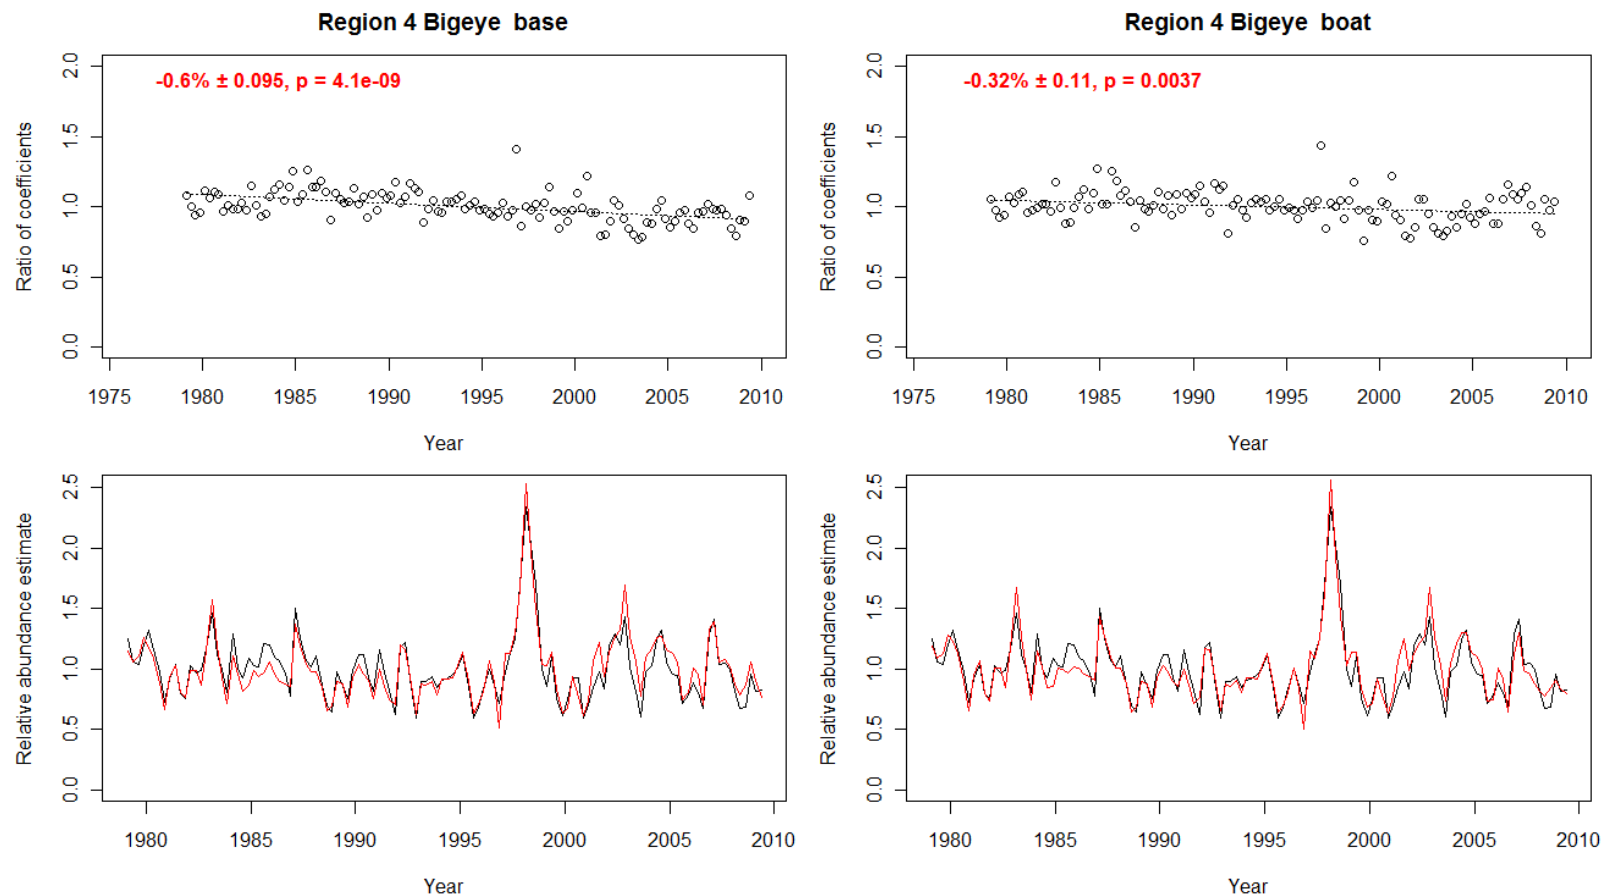 Region 4 Bigeye base
Region 4 Bigeye boat
-0.6% ± 0.095, p = 4.1e-09
-0.32% ± 0.11, p = 0.0037
Ratio of coefficients
2.0
1.5
1.0
0.5
0.0
1975 1980 1985 1990 1995 2000 2005 2010
Year
Ratio of coefficients
2.0
1.5
1.0
0.5
0.0
1975 1980 1985 1990 1995 2000 2005 2010
Year
Relative abundance estimate
2.5
2.0
1.5
1.0
0.5
0.0
1980 1985 1990 1995 2000 2005 2010
Year
Relative abundance estimate
2.5
2.0
1.5
1.0
0.5
0.0
1980 1985 1990 1995 2000 2005 2010
Year